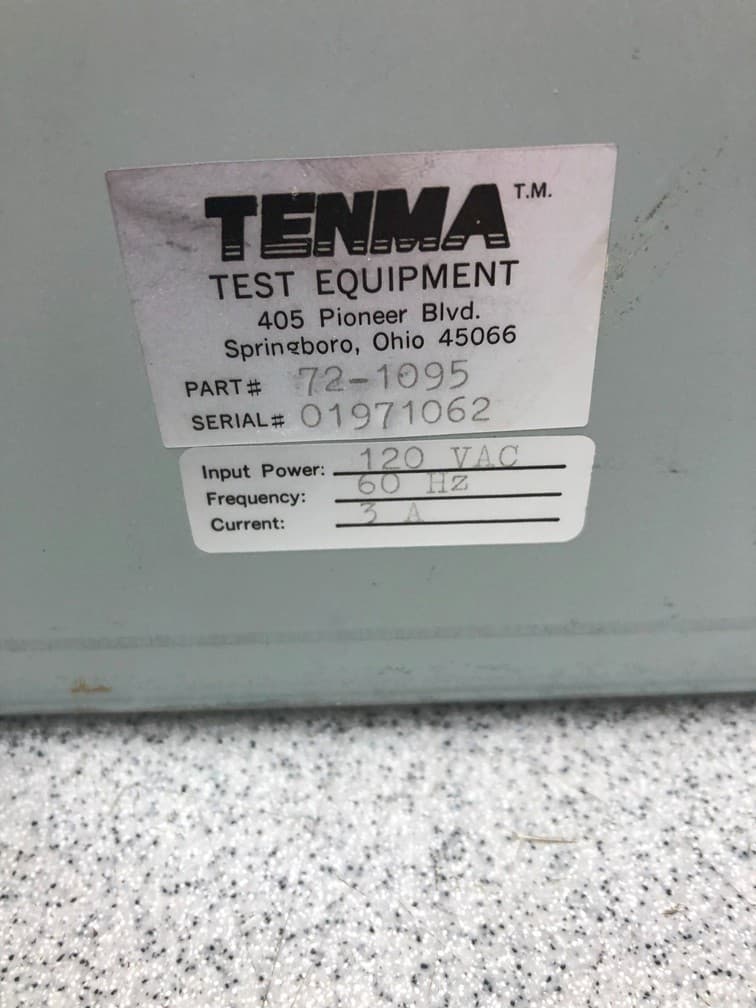 TENMA T.M.
TEST EQUIPMENT
405 Pioneer Blvd.
Springboro, Ohio 45066
PART# 72-1095
SERIAL# 01971062
Input Power: 120 VAC
Frequency: 60 Hz
Current: 3 A